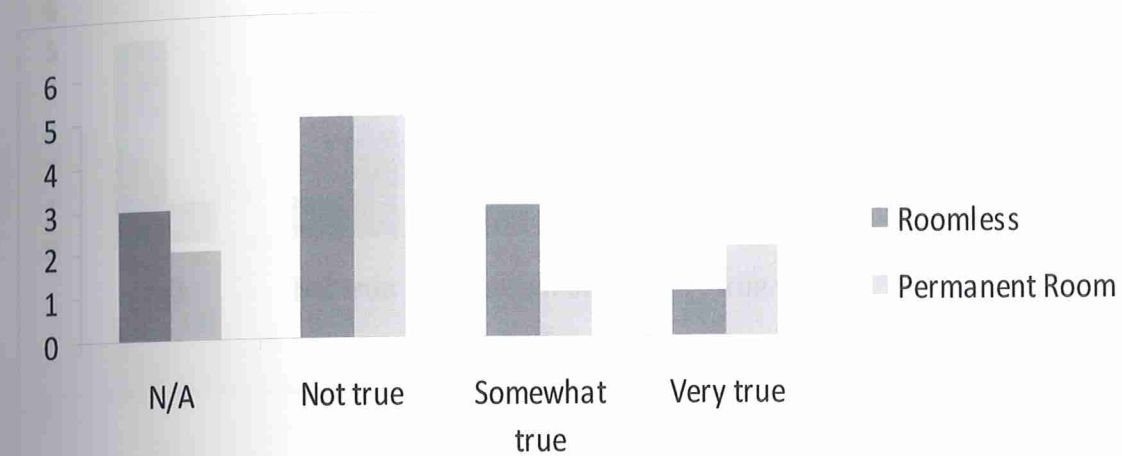 6
5
4
3
2
1
0
N/A
Not true
Somewhat
true
Very true
Roomless
Permanent Room